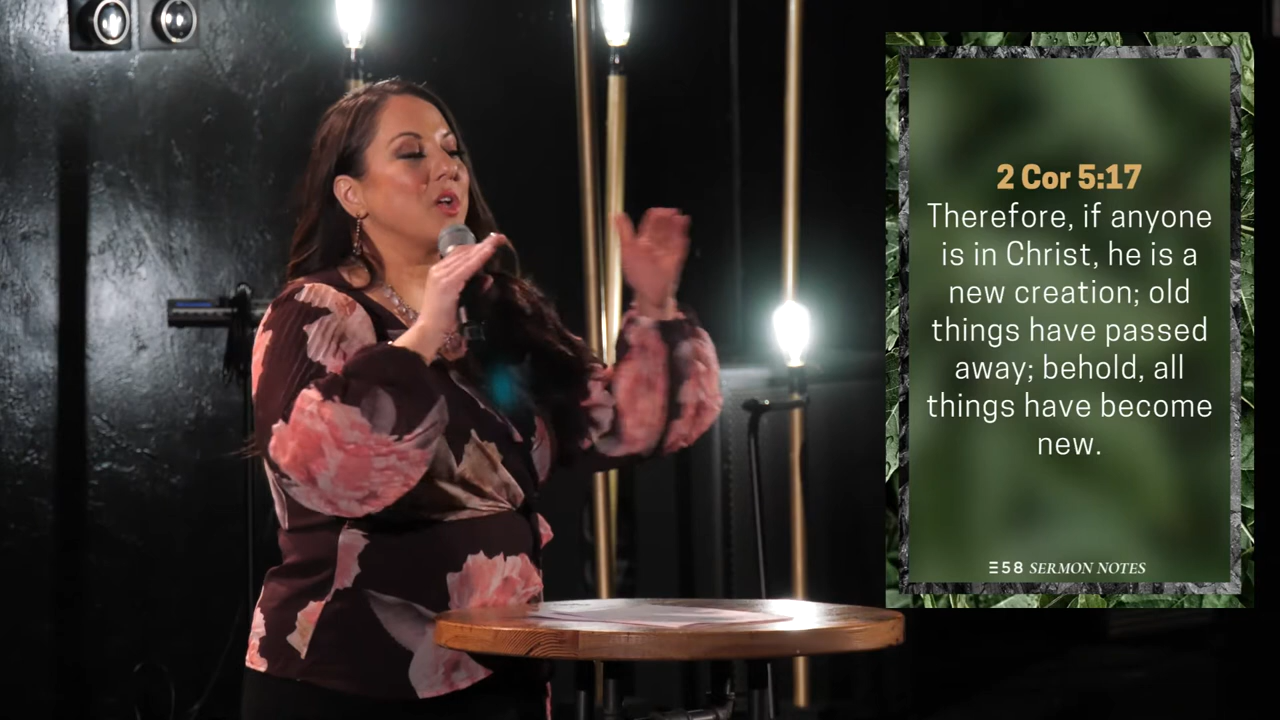 2 Cor 5:17
Therefore, if anyone
is in Christ, he is a
new creation; old
things have passed
away; behold, all
things have become
new.
Ξ58 SERMON NOTES